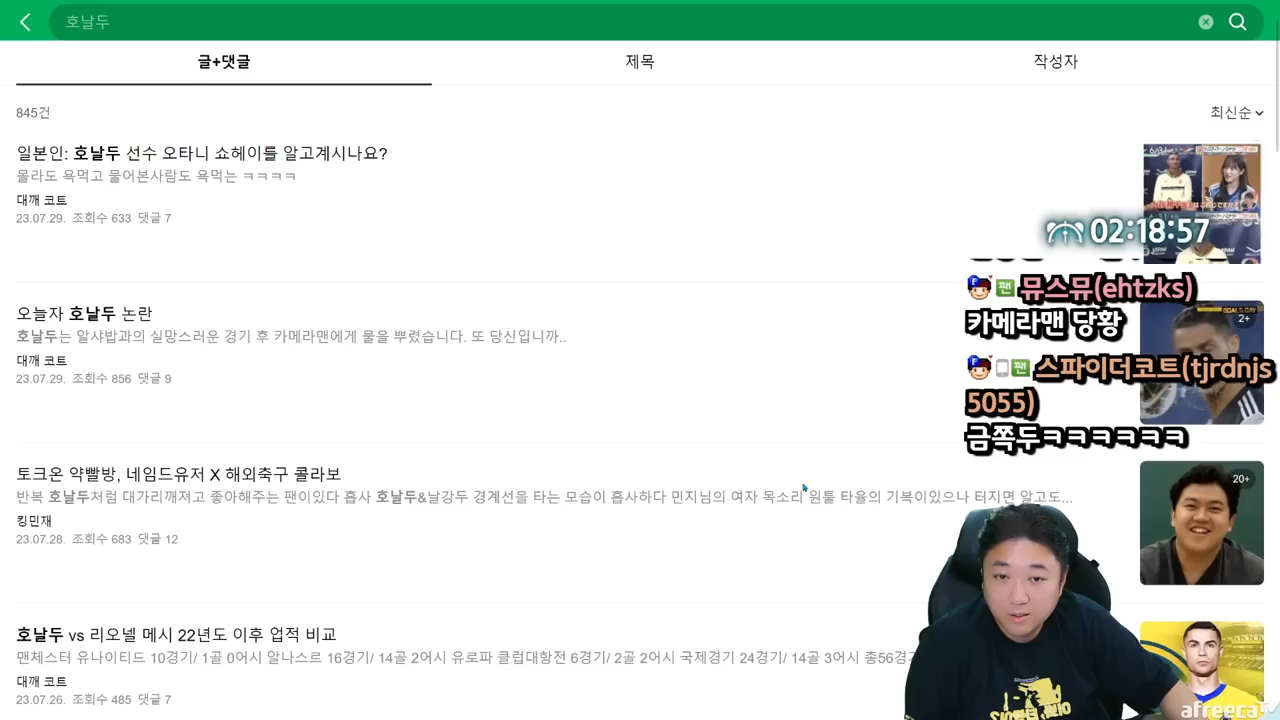 호날두
글+댓글
제목
작성자
845건
최신순
일본인: 호날두 선수 오타니 쇼헤이를 알고계시나요?
몰라도 욕먹고 물어본사람도 욕먹는 ㅋㅋㅋㅋ
대깨 코트
23.07.29. 조회수 633 댓글 7
02:18:57
팬 뮤스뮤(ehtzks)
카메라맨 당황
팬 스파이더코트(tjrdnjs
5055)
금쪽두ㅋㅋㅋㅋㅋㅋ
오늘자 호날두 논란
호날두는 알샤밥과의 실망스러운 경기 후 카메라맨에게 물을 뿌렸습니다. 또 당신입니까..
대깨 코트
23.07.29. 조회수 856 댓글 9
2+
토크온 약빨방, 네임드유저 X 해외축구 콜라보
반복 호날두처럼 대가리깨져고 좋아해주는 팬이있다 흡사 호날두&날강두 경계선을 타는 모습이 흡사하다 민지님의 여자 목소리 원툴 타율의 기복이있으나 터지면 알고도...
킹민재
23.07.28. 조회수 683 댓글 12
20+
호날두 vs 리오넬 메시 22년도 이후 업적 비교
맨체스터 유나이티드 10경기/ 1골 0어시 알나스르 16경기/ 14골 2어시 유로파 클럽대항전 6경기/ 2골 2어시 국제경기 24경기/ 14골 3어시 총56경
대깨 코트
23.07.26. 조회수 485 댓글 7
afreecaTV